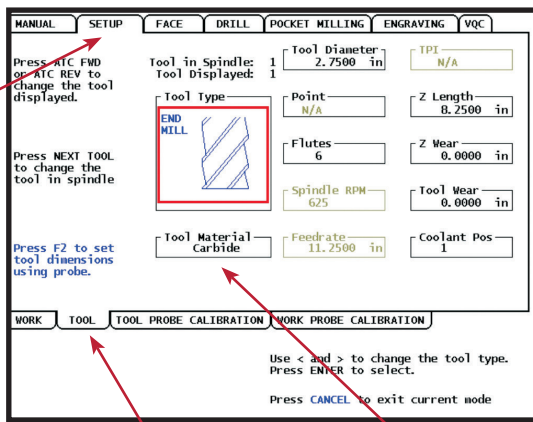 MANUAL SETUP FACE DRILL POCKET MILLING ENGRAVING VQC
Press ATC FWD
or ATC REV to
change the tool
displayed.
Press NEXT TOOL
to change the
tool in spindle
Press F2 to set
tool dimensions
using probe.
Tool in Spindle: 1
Tool Displayed: 1
Tool Type
END
MILL
Tool Material
Carbide
Tool Diameter
2.7500 in
Point
N/A
Flutes
6
Spindle RPM
625
Feedrate
11.2500 in
TPI
N/A
Z Length
8.2500 in
Z Wear
0.0000 in
Tool Wear
0.0000 in
Coolant Pos
1
WORK TOOL TOOL PROBE CALIBRATION WORK PROBE CALIBRATION
Use < and > to change the tool type.
Press ENTER to select.
Press CANCEL to exit current mode